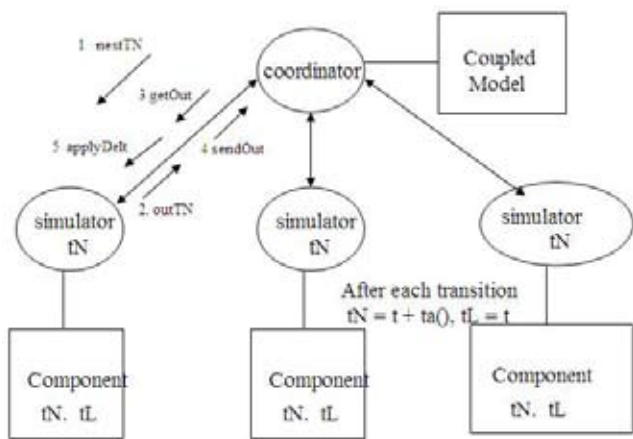 1 nestTN
coordinator
Coupled
Model
3 getOut
5 applyDelt
4 sendOut
2. outTN
simulator
tN
simulator
tN
simulator
tN
After each transition
tN = t + ta(), tL = t
Component
tN. tL
Component
tN. tL
Component
tN. tL